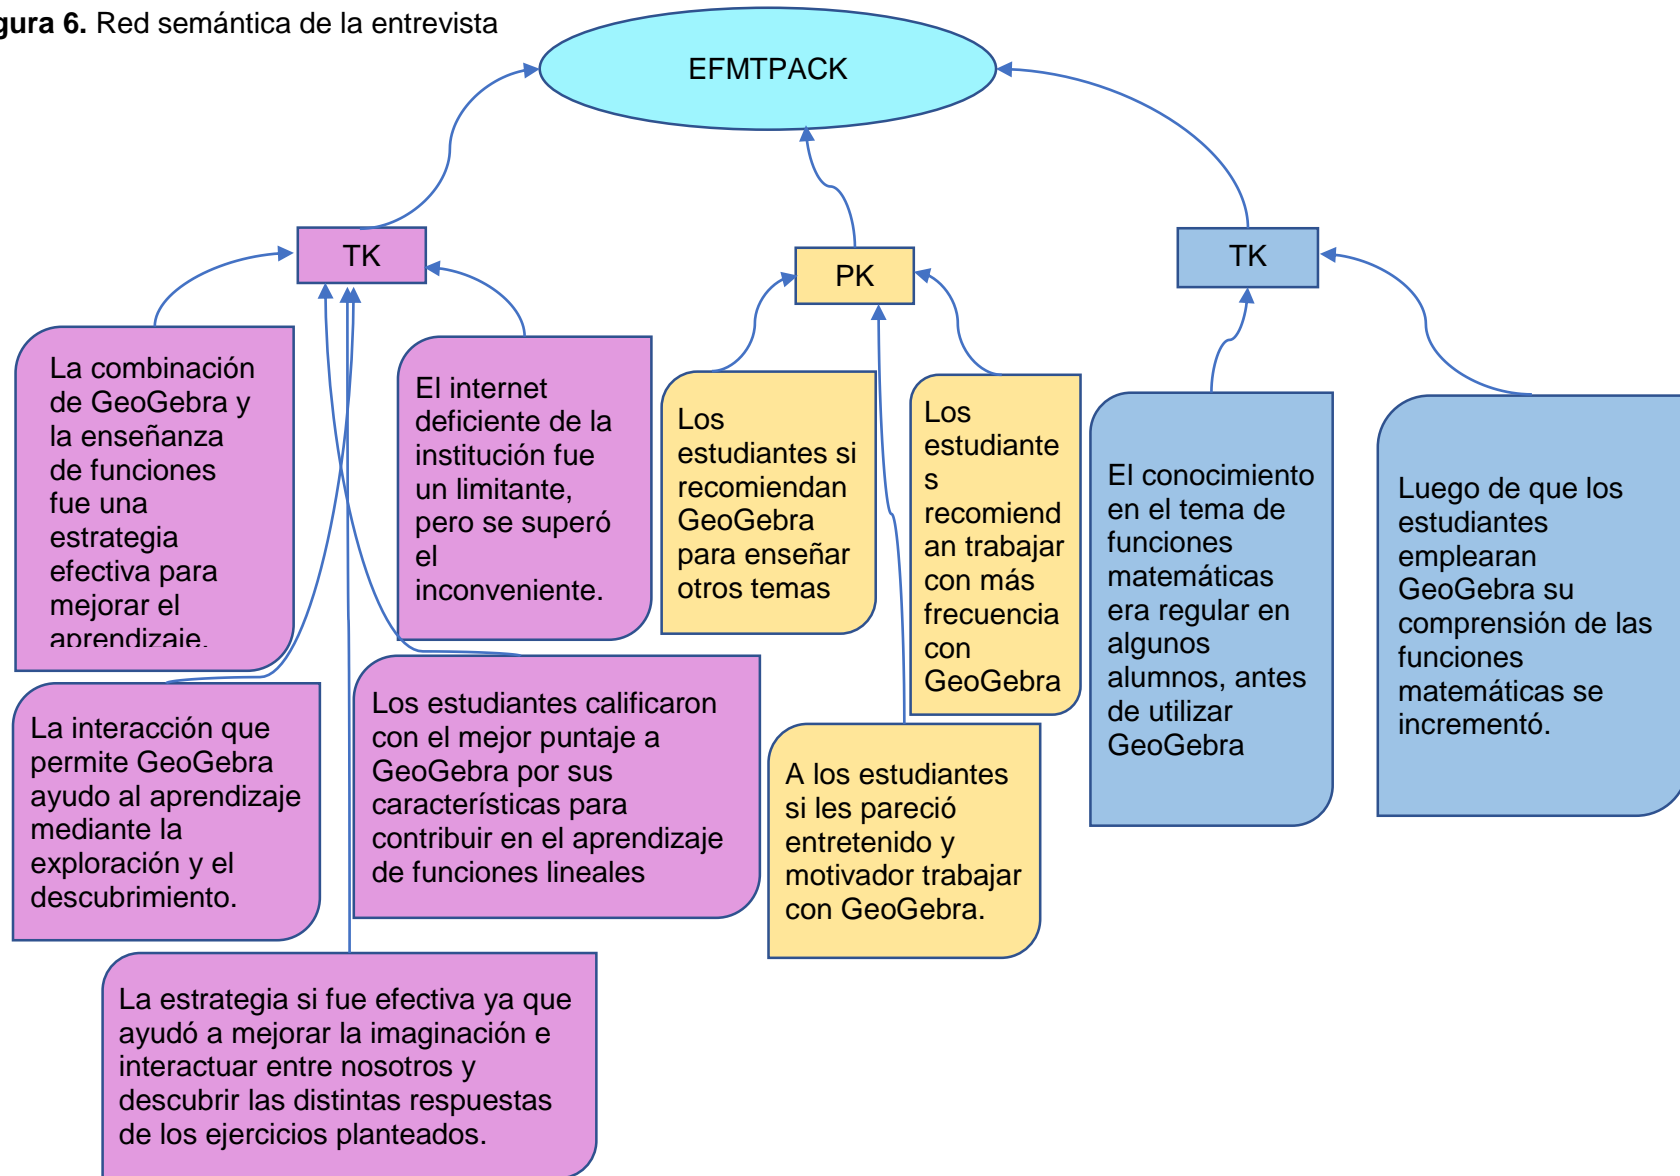 gura 6. Red semántica de la entrevista
EFMTPACK
TK
PK
TK
La combinación
de GeoGebra y
la enseñanza
de funciones
fue una
estrategia
efectiva para
mejorar el
aprendizaje.
El internet
deficiente de la
institución fue
un limitante,
pero se superó
el
inconveniente.
Los
estudiantes si
recomiendan
GeoGebra
para enseñar
otros temas
Los
estudiante
s
recomiend
an trabajar
con más
frecuencia
con
GeoGebra
El conocimiento
en el tema de
funciones
matemáticas
era regular en
algunos
alumnos, antes
de utilizar
GeoGebra
Luego de que los
estudiantes
emplearan
GeoGebra su
comprensión de las
funciones
matemáticas se
incrementó.
La interacción que
permite GeoGebra
ayudo al aprendizaje
mediante la
exploración y el
descubrimiento.
Los estudiantes calificaron
con el mejor puntaje a
GeoGebra por sus
características para
contribuir en el aprendizaje
de funciones lineales
A los estudiantes
si les pareció
entretenido y
motivador trabajar
con GeoGebra.
La estrategia si fue efectiva ya que
ayudó a mejorar la imaginación e
interactuar entre nosotros y
descubrir las distintas respuestas
de los ejercicios planteados.